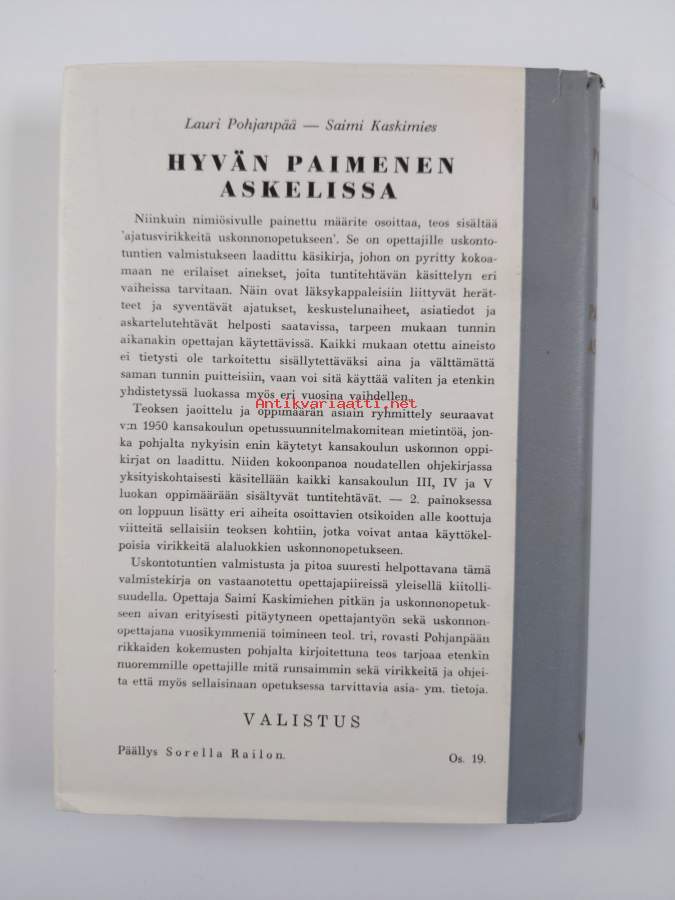 Lauri Pohjanpää — Saimi Kaskimies
HYVÄN PAIMENEN
ASKELISSA
Niinkuin nimiösivulle painettu määrite osoittaa, teos sisältää
'ajatusvirikkeitä uskonnonopetukseen'. Se on opettajille uskonto-
tuntien valmistukseen laadittu käsikirja, johon on pyritty kokoa-
maan ne erilaiset ainekset, joita tuntitehtävän käsittelyn eri
vaiheissa tarvitaan. Näin ovat läksykappaleisiin liittyvät herät-
teet ja syventävät ajatukset, keskustelunaiheet, asiatiedot ja
askartelutehtävät helposti saatavissa, tarpeen mukaan tunnin
aikanakin opettajan käytettävissä. Kaikki mukaan otettu aineisto
ei tietysti ole tarkoitettu sisällytettäväksi aina ja välttämättä
saman tunnin puitteisiin, vaan voi sitä käyttää valiten ja etenkin
yhdistetyssä luokassa myös eri vuosina vaihdellen.
Antikvariaatti.net
Teoksen jaoittelu ja oppimäärän asiain ryhmittely seuraavat
v:n 1950 kansakoulun opetussuunnitelmakomitean mietintöä, jon-
ka pohjalta nykyisin enin käytetyt kansakoulun uskonnon oppi-
kirjat on laadittu. Niiden kokoonpanoa noudatellen ohjekirjassa
yksityiskohtaisesti käsitellään kaikki kansakoulun III, IV ja V
luokan oppimäärään sisältyvät tuntitehtävät. — 2. painoksessa
on loppuun lisätty eri aiheita osoittavien otsikoiden alle koottuja
viitteitä sellaisiin teoksen kohtiin, jotka voivat antaa käyttökel-
poisia virikkeitä alaluokkien uskonnonopetukseen.
Uskontotuntien valmistusta ja pitoa suuresti helpottavana tämä
valmistekirja on vastaanotettu opettajapiireissä yleisellä kiitolli-
suudella. Opettaja Saimi Kaskimiehen pitkän ja uskonnonopetuk-
seen aivan erityisesti pitäytyneen opettajantyön sekä uskonnon-
opettajana vuosikymmeniä toimineen teol. tri, rovasti Pohjanpään
rikkaiden kokemusten pohjalta kirjoitettuna teos tarjoaa etenkin
nuoremmille opettajille mitä runsaimmin sekä virikkeitä ja ohjei-
ta että myös sellaisinaan opetuksessa tarvittavia asia- ym. tietoja.
VALISTUS
Päällys Sorella Railon.
Os. 19.